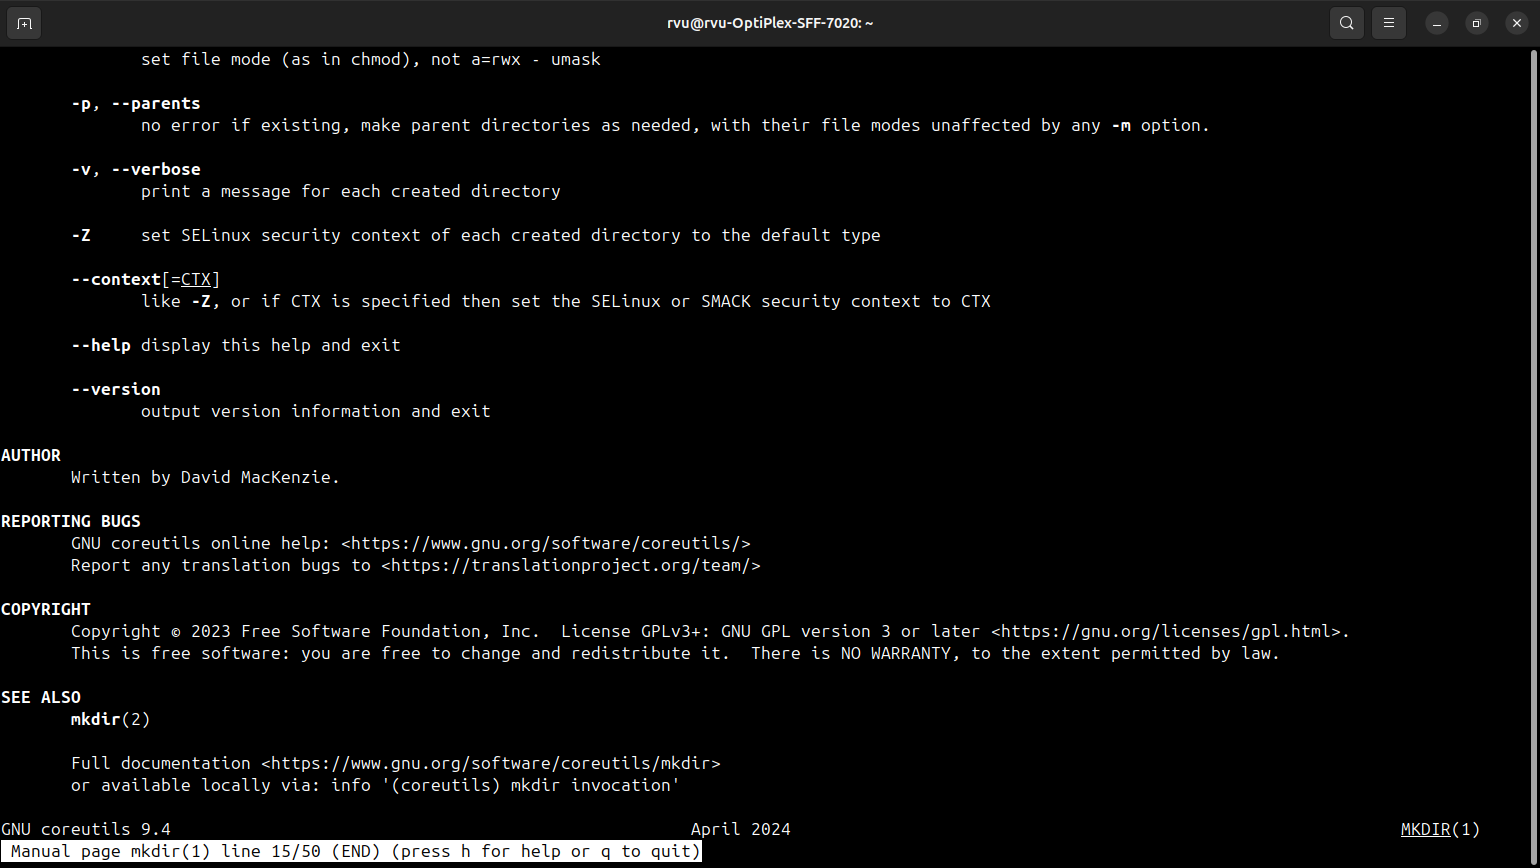 rvu@rvu-OptiPlex-SFF-7020: ~
set file mode (as in chmod), not a=rwx - umask
-p, --parents
no error if existing, make parent directories as needed, with their file modes unaffected by any -m option.
-v, --verbose
print a message for each created directory
-Z     set SELinux security context of each created directory to the default type
--context[=CTX]
like -Z, or if CTX is specified then set the SELinux or SMACK security context to CTX
--help display this help and exit
--version
output version information and exit
AUTHOR
Written by David MacKenzie.
REPORTING BUGS
GNU coreutils online help: <https://www.gnu.org/software/coreutils/>
Report any translation bugs to <https://translationproject.org/team/>
COPYRIGHT
Copyright © 2023 Free Software Foundation, Inc.  License GPLv3+: GNU GPL version 3 or later <https://gnu.org/licenses/gpl.html>.
This is free software: you are free to change and redistribute it.  There is NO WARRANTY, to the extent permitted by law.
SEE ALSO
mkdir(2)
Full documentation <https://www.gnu.org/software/coreutils/mkdir>
or available locally via: info '(coreutils) mkdir invocation'
GNU coreutils 9.4 April 2024 MKDIR(1)
Manual page mkdir(1) line 15/50 (END) (press h for help or q to quit)